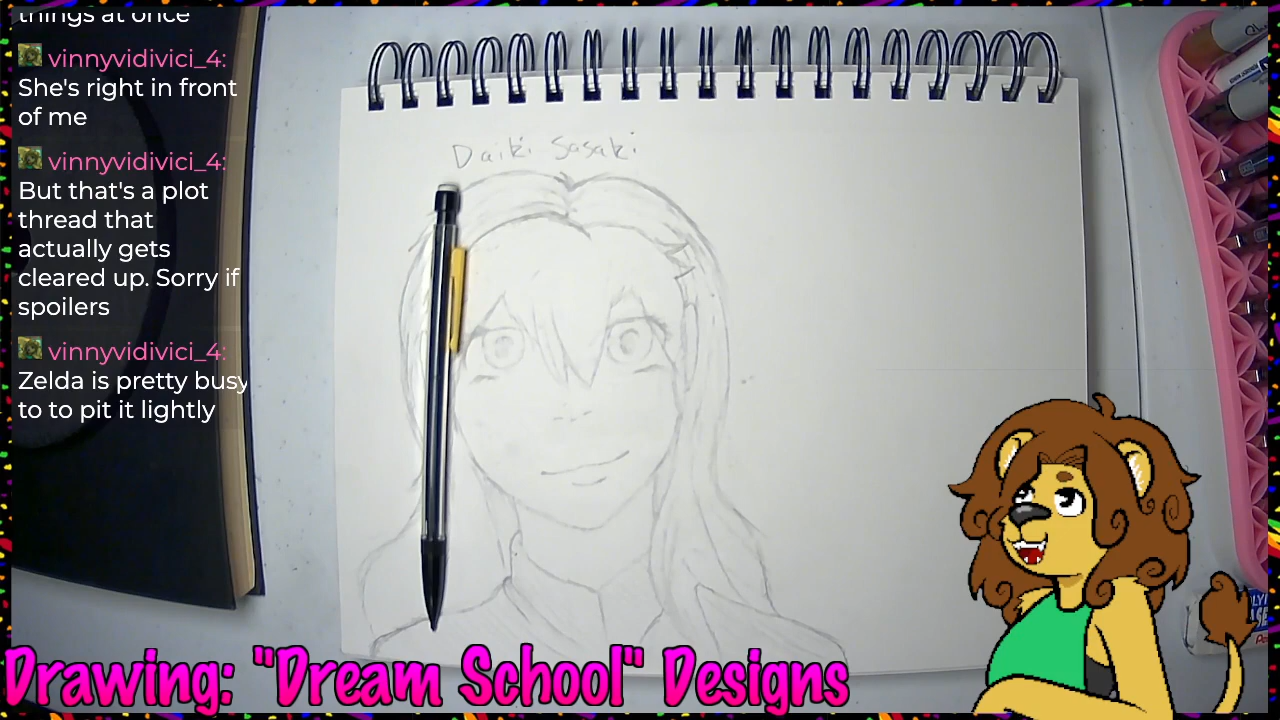 things at once
vinnyvidivici_4:
She's right in front
of me
vinnyvidivici_4:
But that's a plot
thread that
actually gets
cleared up. Sorry if
spoilers
vinnyvidivici_4:
Zelda is pretty busy
to to pit it lightly
Daiki Sasaki
Drawing: "Dream School" Designs